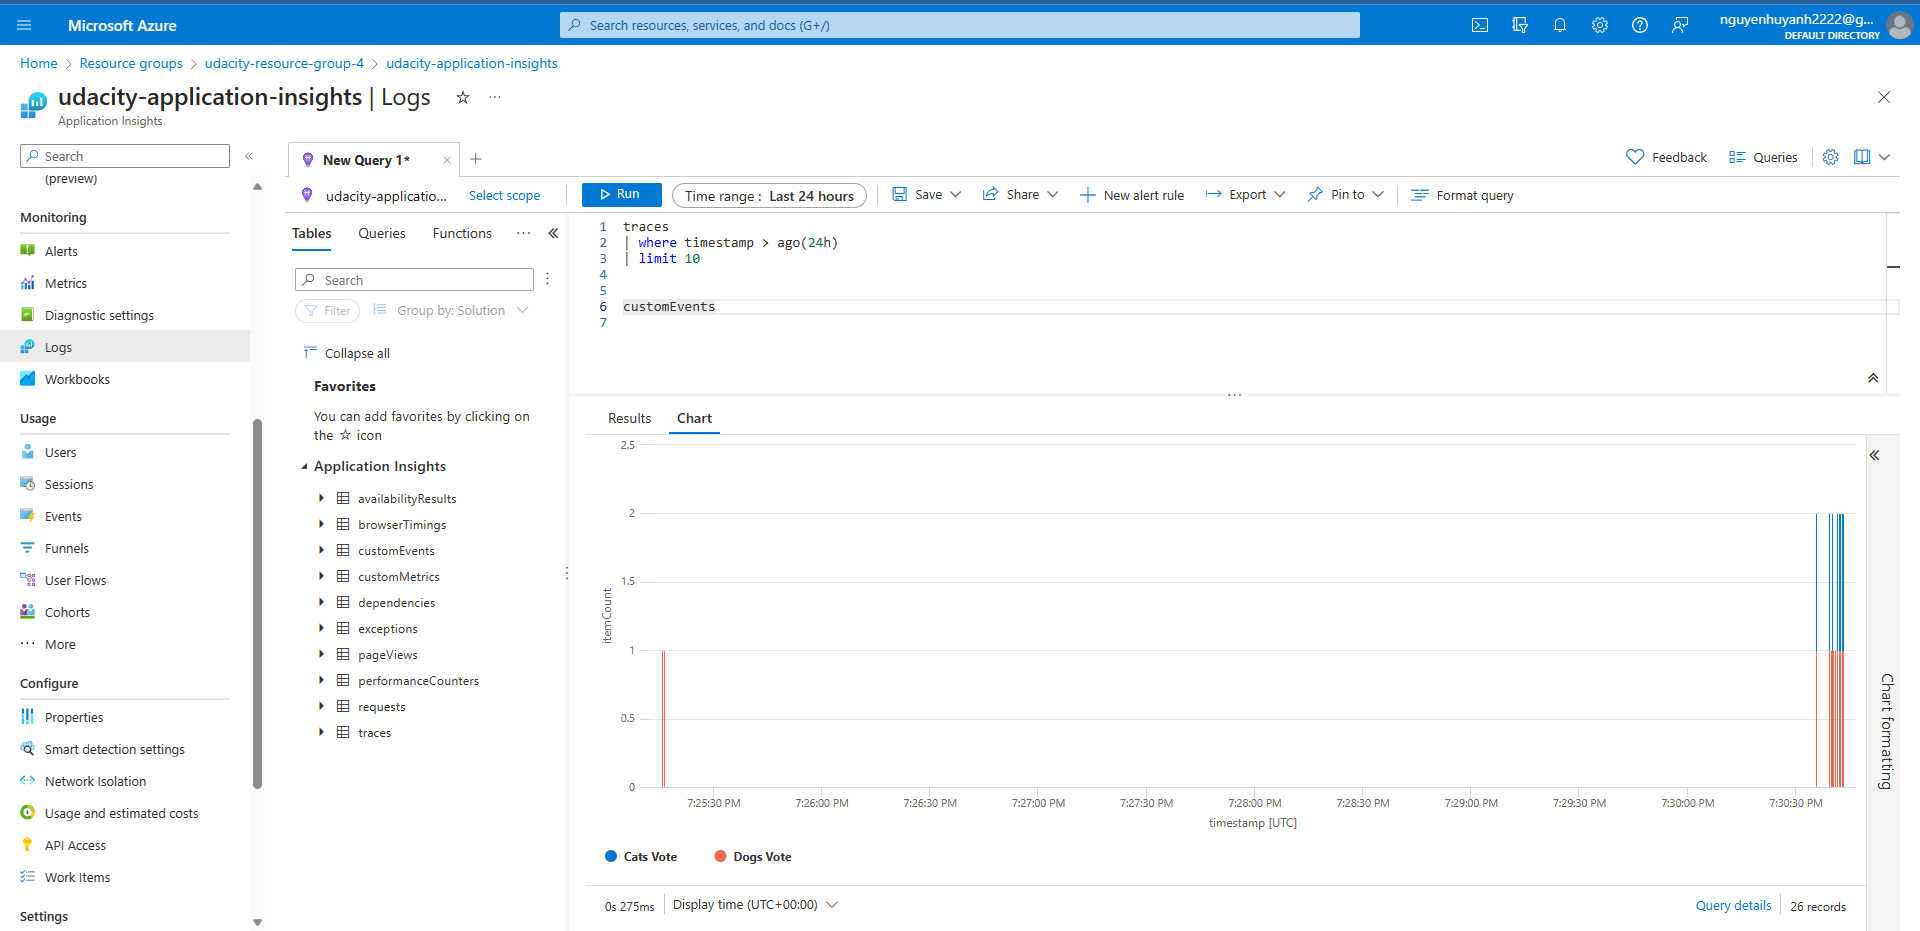 Microsoft Azure
Search resources, services, and docs (G+/)
nguyenhuyanh2222@g...
DEFAULT DIRECTORY
Home > Resource groups > udacity-resource-group-4 > udacity-application-insights
udacity-application-insights | Logs
Application Insights
Search
(preview)
Monitoring
Alerts
Metrics
Diagnostic settings
Logs
Workbooks
Usage
Users
Sessions
Events
Funnels
User Flows
Cohorts
More
Configure
Properties
Smart detection settings
Network Isolation
Usage and estimated costs
API Access
Work Items
Settings
New Query 1*
Feedback
Queries
udacity-applicatio...
Select scope
Run
Time range : Last 24 hours
Save
Share
New alert rule
Export
Pin to
Format query
Tables
Queries
Functions
Search
Filter
Group by: Solution
Collapse all
Favorites
You can add favorites by clicking on
the ☆ icon
Application Insights
availabilityResults
browserTimings
customEvents
customMetrics
dependencies
exceptions
pageViews
performanceCounters
requests
traces
1 traces
2 | where timestamp > ago(24h)
3 | limit 10
4
5
6 customEvents
7
Results
Chart
2.5
2
1.5
1
0.5
0
itemCount
7:25:30 PM 7:26:00 PM 7:26:30 PM 7:27:00 PM 7:27:30 PM 7:28:00 PM 7:28:30 PM 7:29:00 PM 7:29:30 PM 7:30:00 PM 7:30:30 PM
timestamp [UTC]
Cats Vote
Dogs Vote
Chart formatting
0s 275ms
Display time (UTC+00:00)
Query details
26 records